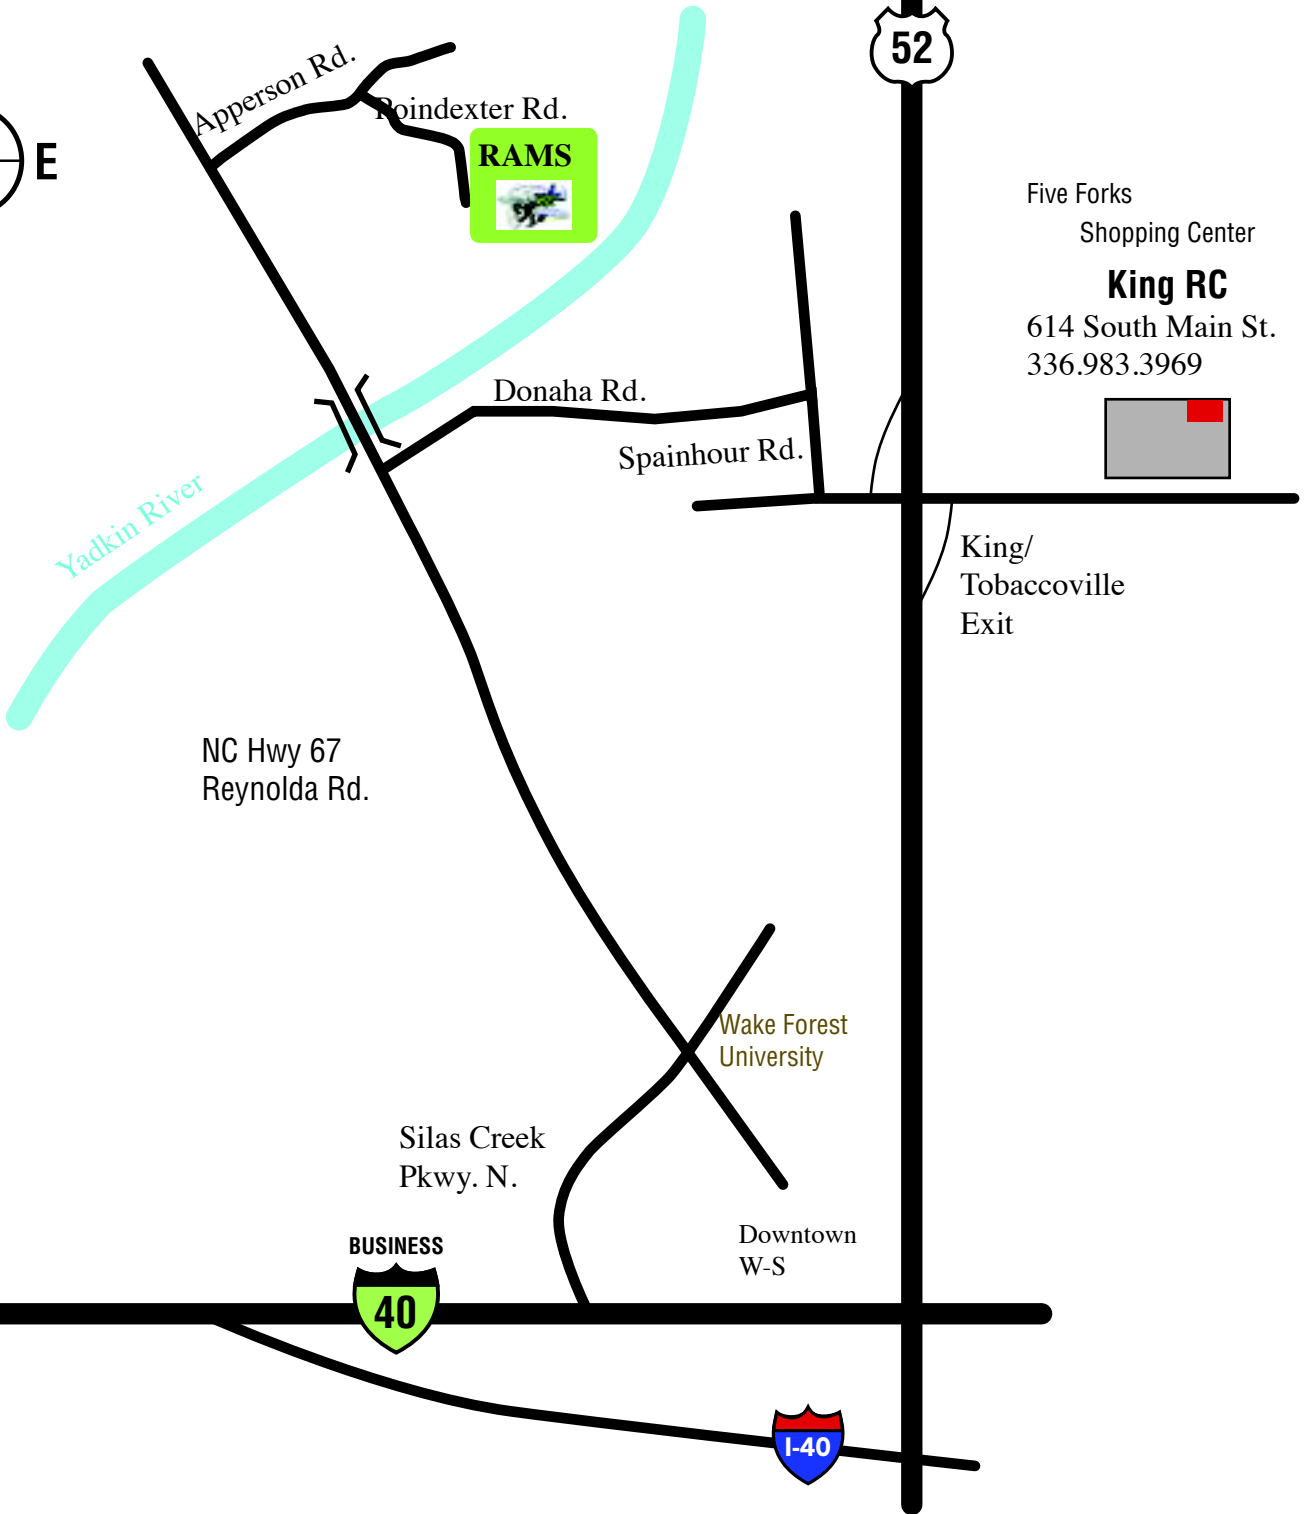 52
Apperson Rd.
Poindexter Rd.
E
RAMS
Five Forks
Shopping Center
King RC
614 South Main St.
336.983.3969
Donaha Rd.
Spainhour Rd.
Yadkin River
King/
Tobaccoville
Exit
NC Hwy 67
Reynolda Rd.
Wake Forest
University
Silas Creek
Pkwy. N.
Downtown
W-S
BUSINESS
40
I-40